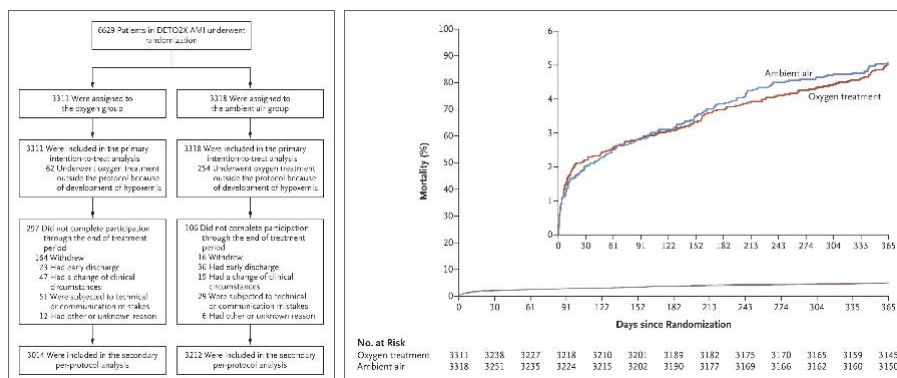 6629 Patients in DETO2X AMI underwent
randomization
3311 Were assigned to
the oxygen group
3318 Were assigned to
the ambient air group
3311 Were included in the primary
intention-to-treat analysis
62 Underwent oxygen treatment
outside the protocol because
of development of hypoxemia
3318 Were included in the primary
intention-to-treat analysis
254 Underwent oxygen treatment
outside the protocol because
of development of hypoxemia
297 Did not complete participation
through the end of treatment
period
164 Withdrew
23 Had early discharge
47 Had a change of clinical
circumstances
51 Were subjected to technical
or communication mistakes
12 Had other or unknown reason
106 Did not complete participation
through the end of treatment
period
16 Withdrew
36 Had early discharge
19 Had a change of clinical
circumstances
29 Were subjected to technical
or communication mistakes
6 Had other or unknown reason
3014 Were included in the secondary
per-protocol analysis
3212 Were included in the secondary
per-protocol analysis
Mortality (%)
100
90
80
70
60
50
40
30
20
10
0
6
5
4
3
2
1
0
Ambient air
Oxygen treatment
0 30 61 91 122 152 182 213 243 274 304 335 365
0 30 61 91 122 152 182 213 243 274 304 335 365
Days since Randomization
No. at Risk
Oxygen treatment 3311 3238 3227 3218 3210 3201 3189 3182 3175 3170 3165 3159 3145
Ambient air 3318 3251 3235 3224 3215 3202 3190 3177 3169 3166 3162 3160 3150